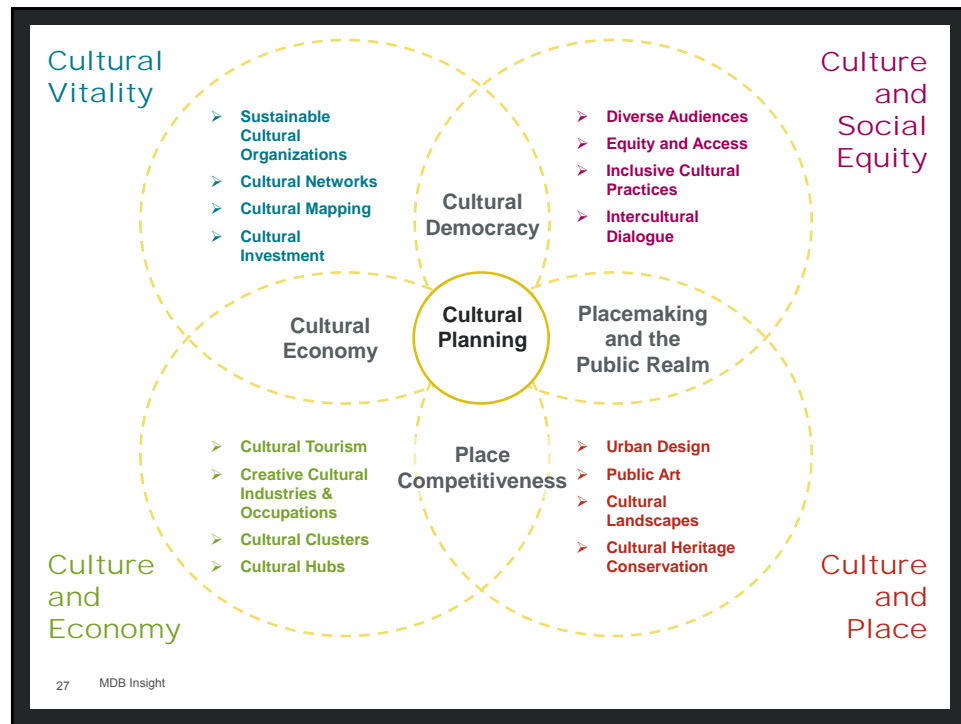 Cultural
Vitality
Culture
and
Social
Equity
➢ Sustainable
Cultural
Organizations
➢ Cultural Networks
➢ Cultural Mapping
➢ Cultural
Investment
➢ Diverse Audiences
➢ Equity and Access
➢ Inclusive Cultural
Practices
➢ Intercultural
Dialogue
Cultural
Democracy
Cultural
Economy
Cultural
Planning
Placemaking
and the
Public Realm
Place
Competitiveness
➢ Cultural Tourism
➢ Creative Cultural
Industries &
Occupations
➢ Cultural Clusters
➢ Cultural Hubs
➢ Urban Design
➢ Public Art
➢ Cultural
Landscapes
➢ Cultural Heritage
Conservation
Culture
and
Economy
Culture
and
Place
27 MDB Insight